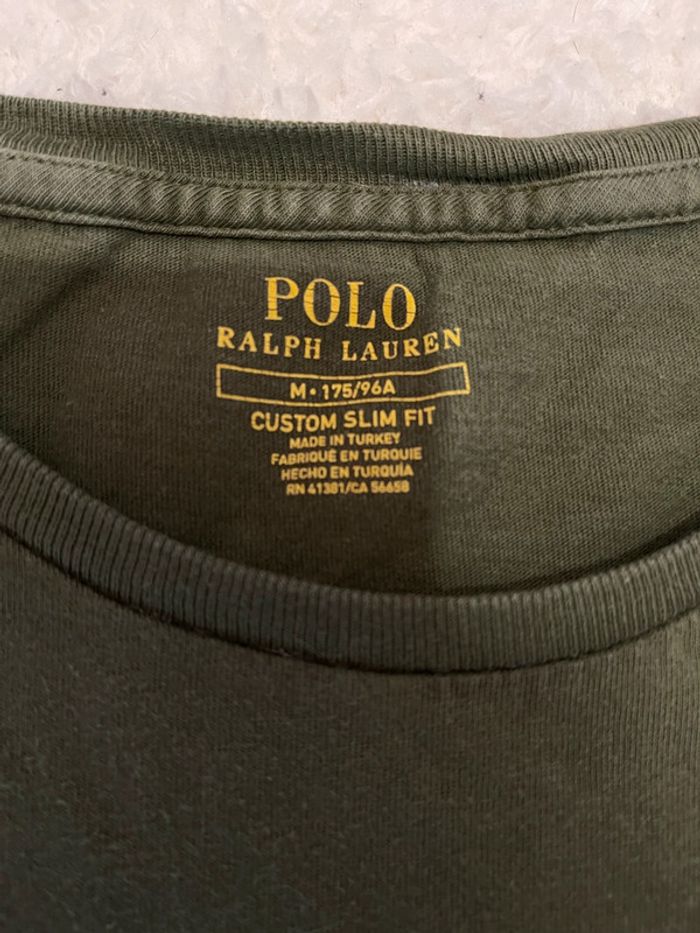 POLO
RALPH LAUREN
M • 175/96A
CUSTOM SLIM FIT
MADE IN TURKEY
FABRIQUÉ EN TURQUIE
HECHO EN TURQUÍA
RN 41381/CA 56658